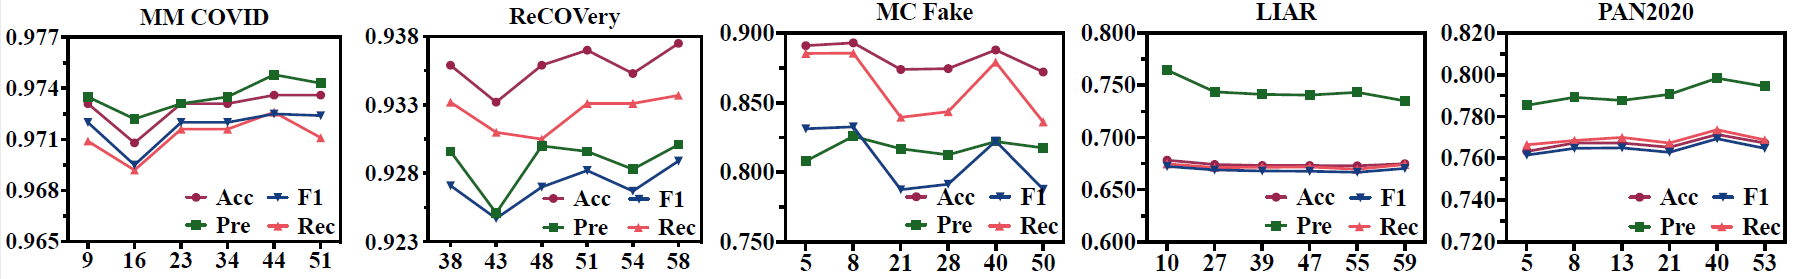 MM COVID
0.977
0.974
0.971
0.968
0.965
9 16 23 34 44 51
Acc F1
Pre Rec
ReCOVery
0.938
0.933
0.928
0.923
38 43 48 51 54 58
Acc F1
Pre Rec
MC Fake
0.900
0.850
0.800
0.750
5 8 21 28 40 50
Acc F1
Pre Rec
LIAR
0.800
0.750
0.700
0.650
0.600
10 27 39 47 55 59
Acc F1
Pre Rec
PAN2020
0.820
0.800
0.780
0.760
0.740
0.720
5 8 13 21 40 53
Acc F1
Pre Rec